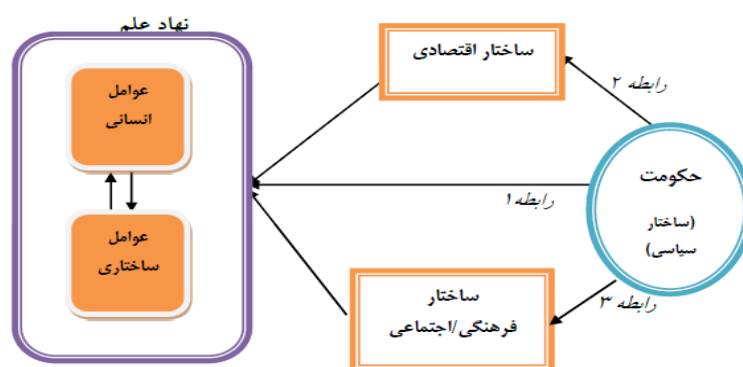 نهاد علم
ساختار اقتصادی
رابطه ۲
عوامل
انسانی
حکومت
(ساختار
سیاسی)
رابطه ۱
عوامل
ساختاری
ساختار
فرهنگی/اجتماعی
رابطه ۳